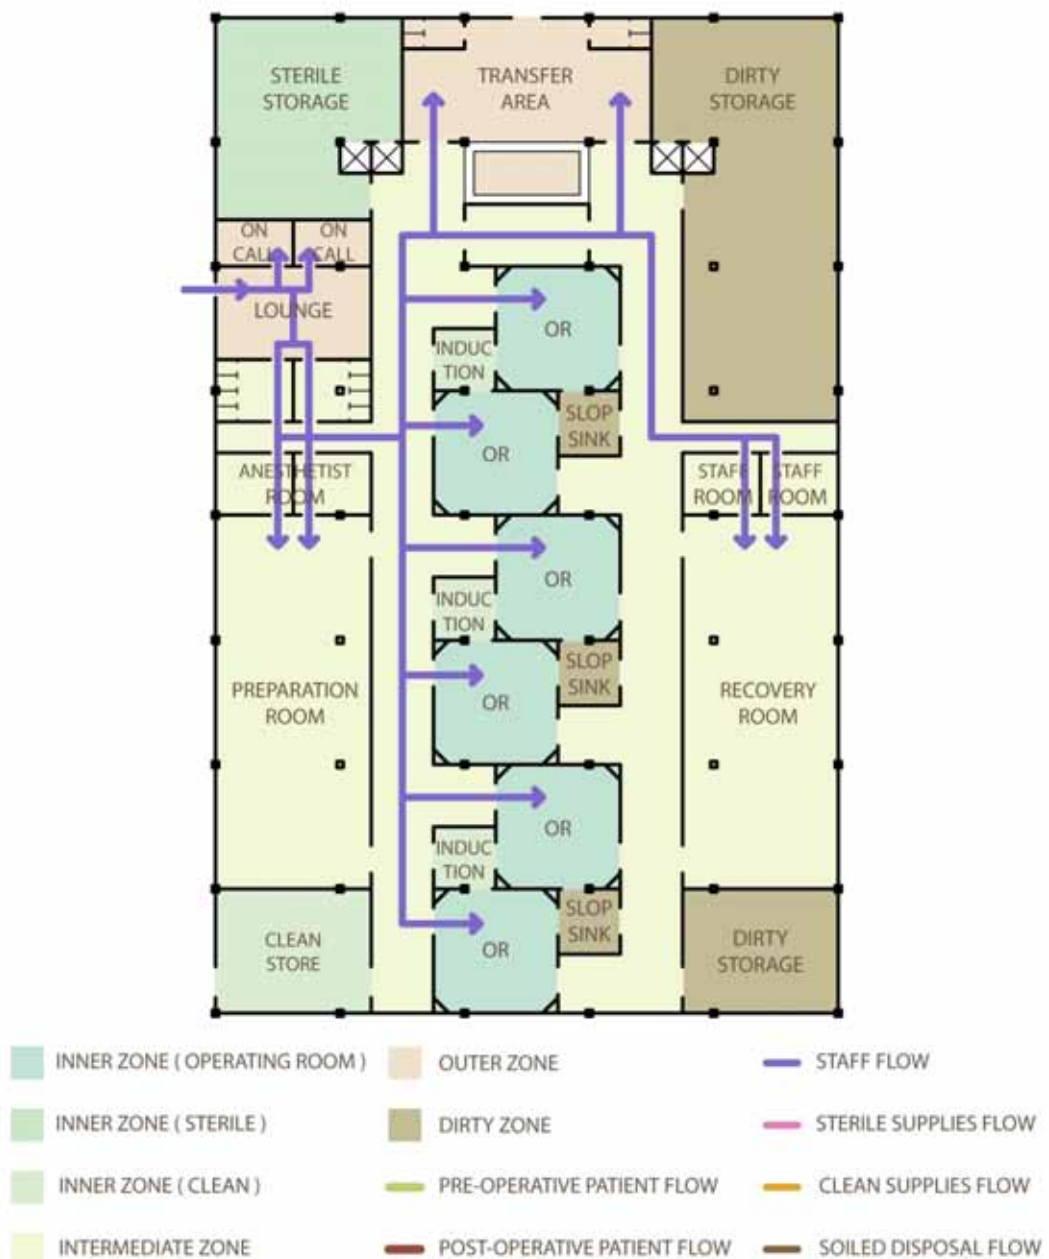 STERILE
STORAGE
TRANSFER
AREA
DIRTY
STORAGE
ON
CALL
ON
CALL
LOUNGE
OR
INDUC
TION
SLOP
SINK
OR
ANESTHETIST
ROOM
STAFF
ROOM
STAFF
ROOM
OR
INDUC
TION
SLOP
SINK
PREPARATION
ROOM
OR
RECOVERY
ROOM
OR
INDUC
TION
SLOP
SINK
CLEAN
STORE
OR
DIRTY
STORAGE
INNER ZONE ( OPERATING ROOM )
OUTER ZONE
STAFF FLOW
INNER ZONE ( STERILE )
DIRTY ZONE
STERILE SUPPLIES FLOW
INNER ZONE ( CLEAN )
PRE-OPERATIVE PATIENT FLOW
CLEAN SUPPLIES FLOW
INTERMEDIATE ZONE
POST-OPERATIVE PATIENT FLOW
SOILED DISPOSAL FLOW